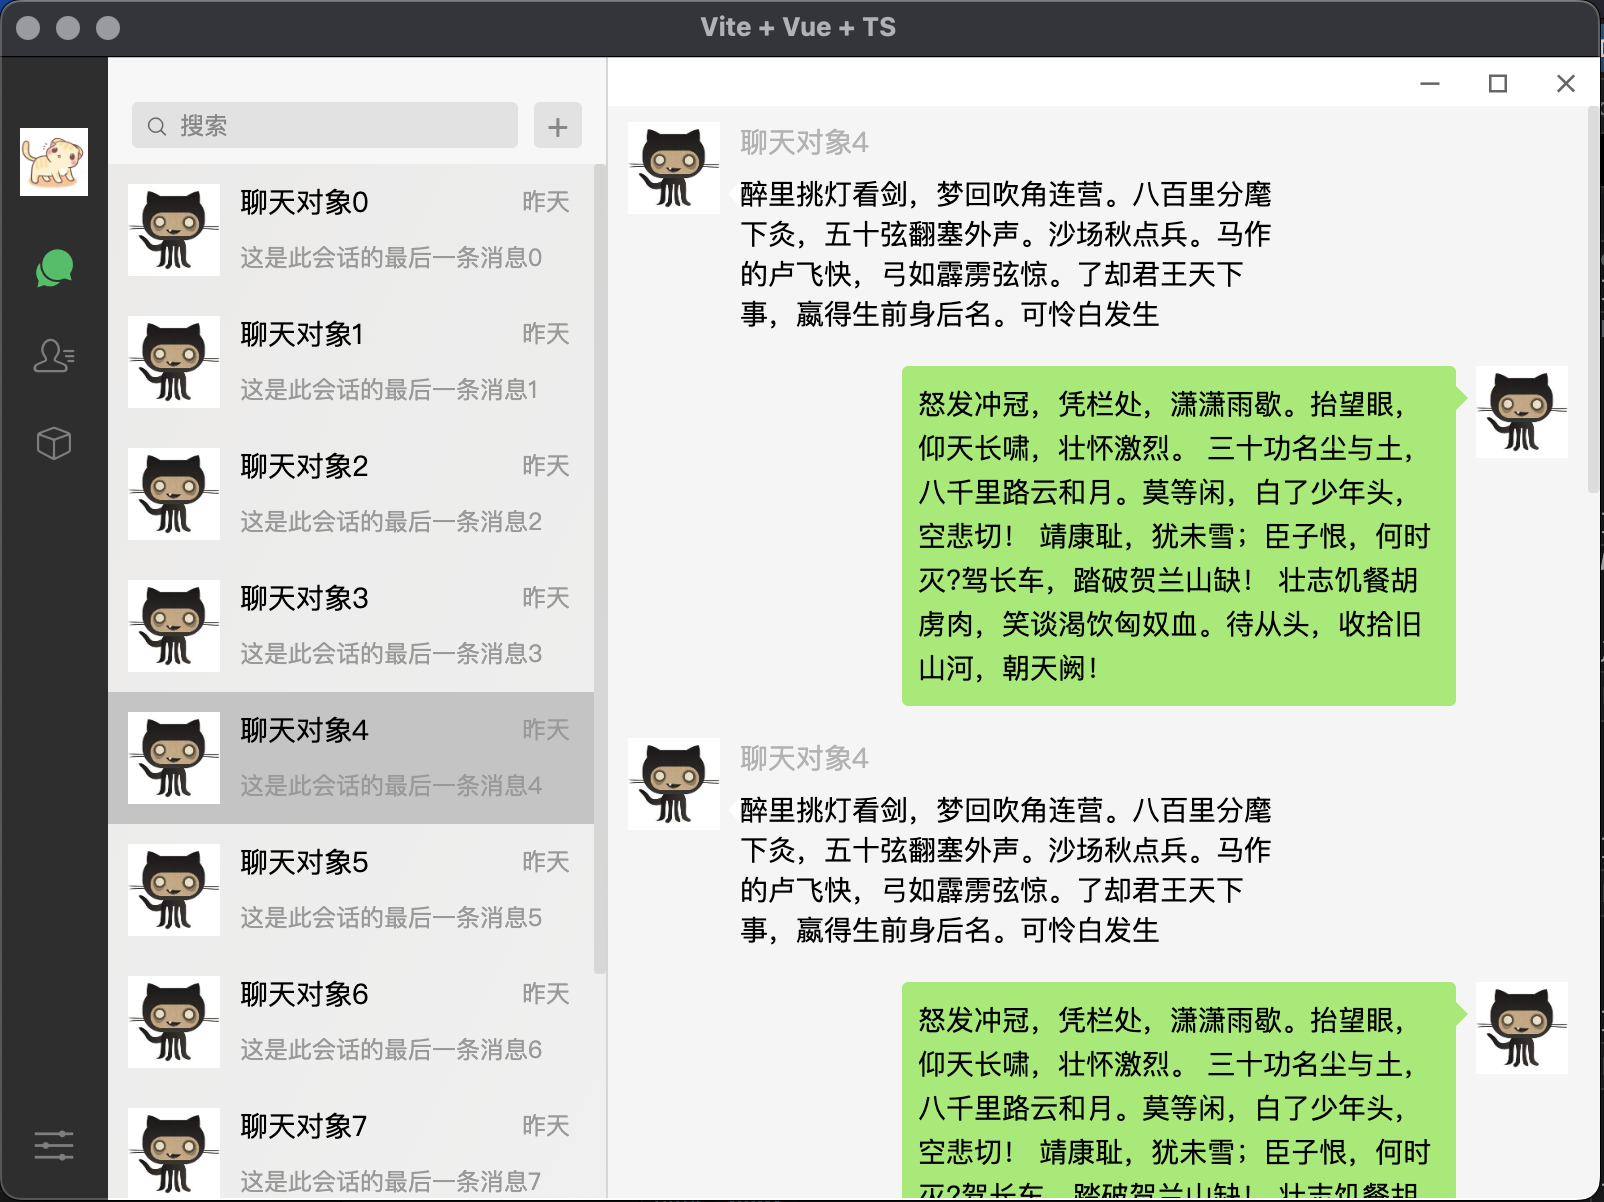 Vite + Vue + TS
搜索
聊天对象0
昨天
这是此会话的最后一条消息0
聊天对象1
昨天
这是此会话的最后一条消息1
聊天对象2
昨天
这是此会话的最后一条消息2
聊天对象3
昨天
这是此会话的最后一条消息3
聊天对象4
昨天
这是此会话的最后一条消息4
聊天对象5
昨天
这是此会话的最后一条消息5
聊天对象6
昨天
这是此会话的最后一条消息6
聊天对象7
昨天
这是此会话的最后一条消息7
聊天对象4
醉里挑灯看剑，梦回吹角连营。八百里分麾
下灸，五十弦翻塞外声。沙场秋点兵。马作
的卢飞快，弓如霹雳弦惊。了却君王天下
事，嬴得生前身后名。可怜白发生
怒发冲冠，凭栏处，潇潇雨歇。抬望眼，
仰天长啸，壮怀激烈。 三十功名尘与土，
八千里路云和月。莫等闲，白了少年头，
空悲切！ 靖康耻，犹未雪；臣子恨，何时
灭?驾长车，踏破贺兰山缺！ 壮志饥餐胡
虏肉，笑谈渴饮匈奴血。待从头，收拾旧
山河，朝天阙！
聊天对象4
醉里挑灯看剑，梦回吹角连营。八百里分麾
下灸，五十弦翻塞外声。沙场秋点兵。马作
的卢飞快，弓如霹雳弦惊。了却君王天下
事，嬴得生前身后名。可怜白发生
怒发冲冠，凭栏处，潇潇雨歇。抬望眼，
仰天长啸，壮怀激烈。 三十功名尘与土，
八千里路云和月。莫等闲，白了少年头，
空悲切！ 靖康耻，犹未雪；臣子恨，何时
灭?驾长车，踏破贺兰山缺！ 壮志饥餐胡